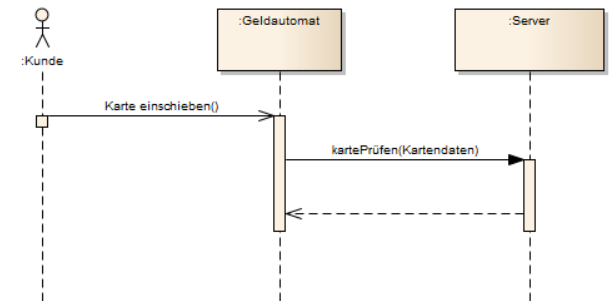 :Kunde
:Geldautomat
:Server
Karte einschieben()
kartePrüfen(Kartendaten)